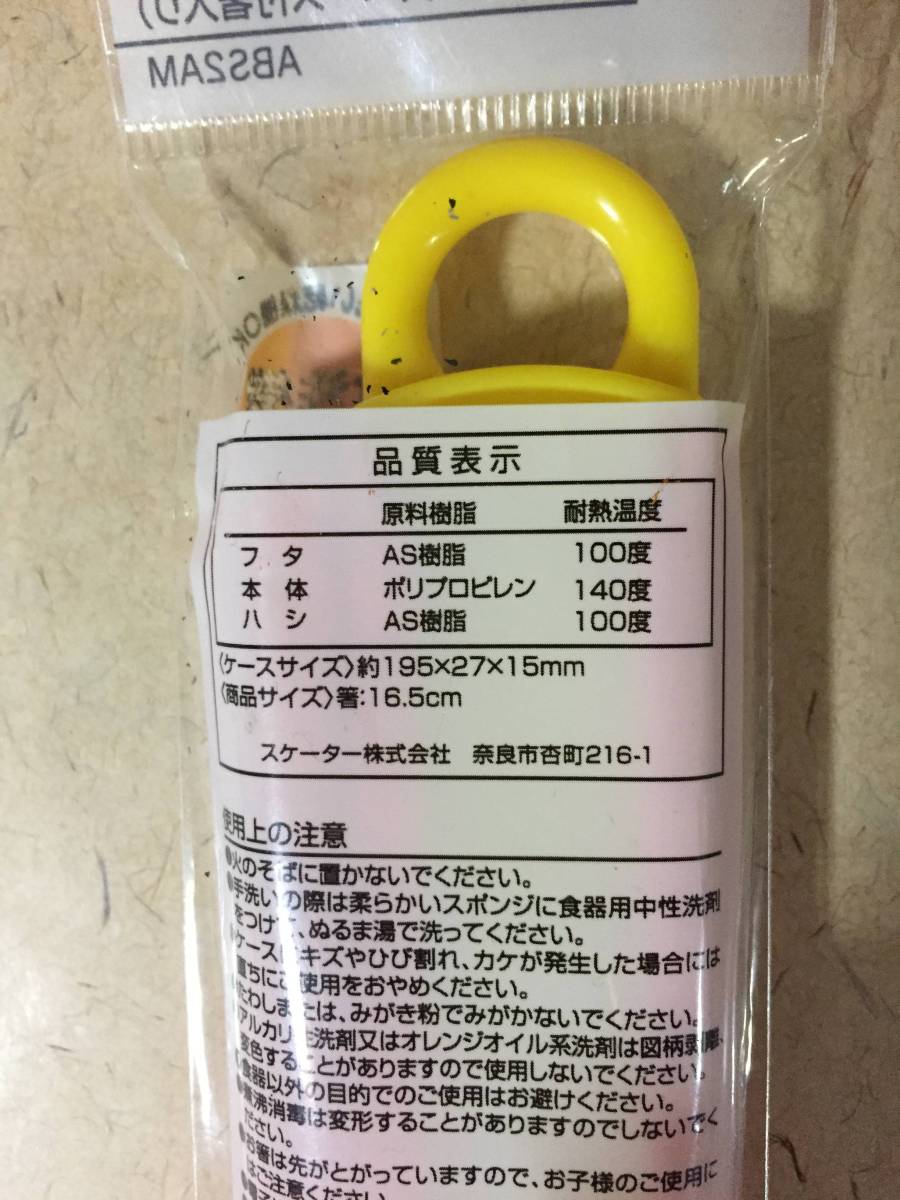 ABS2AM
品質表示
原料樹脂 耐熱温度
フタ AS樹脂 100度
本体 ポリプロピレン 140度
ハシ AS樹脂 100度
〈ケースサイズ〉約195×27×15mm
〈商品サイズ〉箸:16.5cm
スケーター株式会社 奈良市杏町216-1
使用上の注意
●火のそばに置かないでください。
●手洗いの際は柔らかいスポンジに食器用中性洗剤
をつけて、ぬるま湯で洗ってください。
●ケースにキズやひび割れ、カケが発生した場合には
直ちにご使用をおやめください。
●たわしまたは、みがき粉でみがかないでください。
●アルカリ性洗剤又はオレンジオイル系洗剤は図柄剥離、
変色することがありますので使用しないでください。
●食器以外の目的でのご使用はお避けください。
●煮沸消毒は変形することがありますのでしないでく
ださい。
●お箸は先がとがっていますので、お子様のご使用に
はご注意ください。